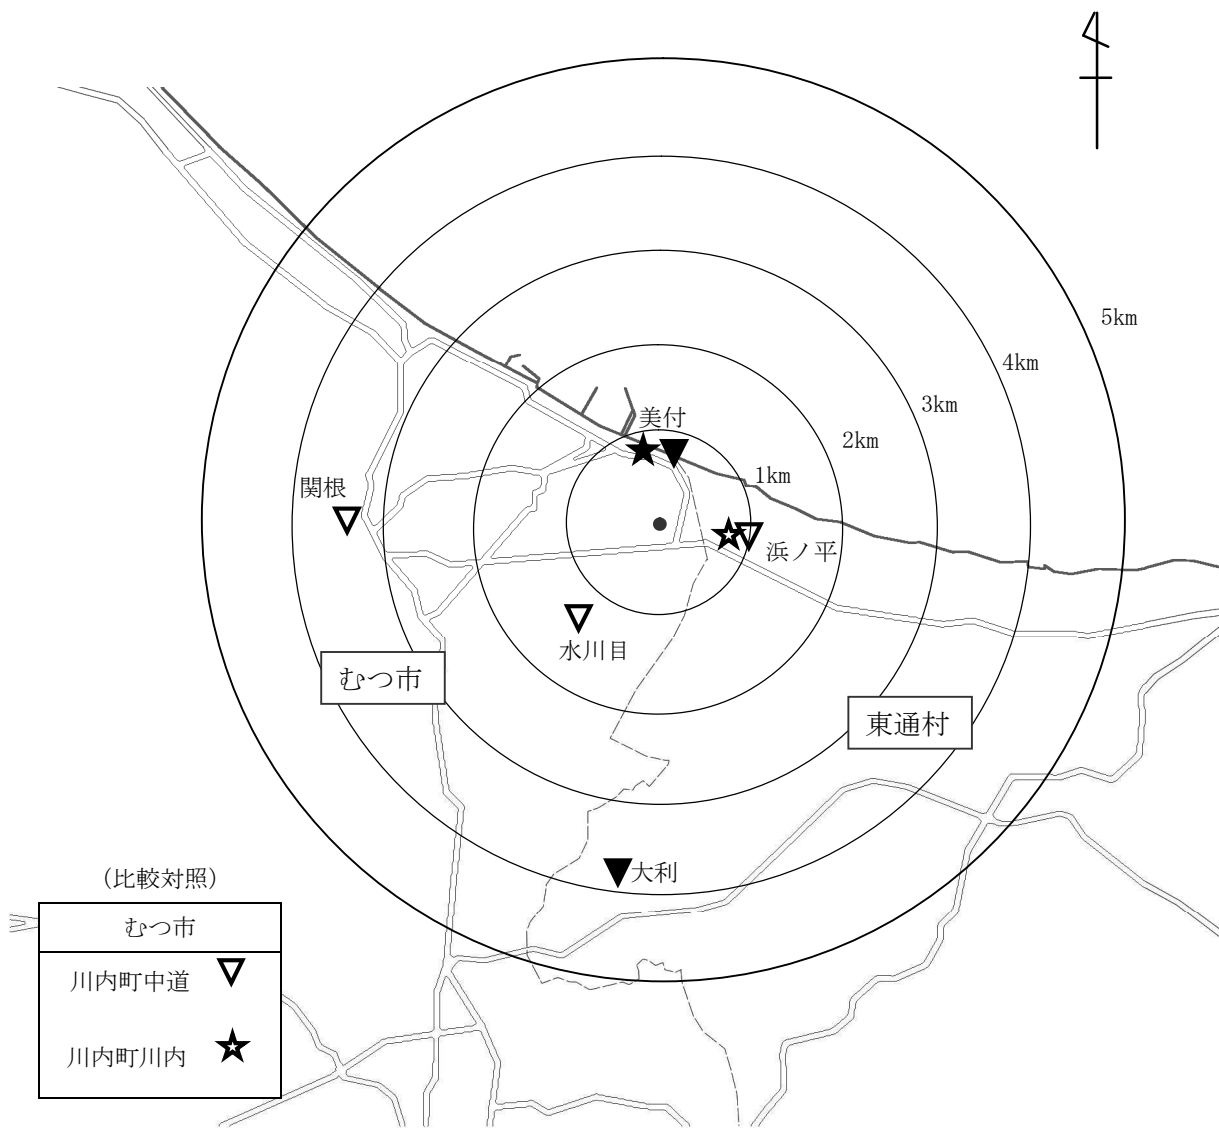 5km
4km
3km
2km
1km
美付
関根
浜ノ平
水川目
むつ市
東通村
大利
（比較対照）
むつ市
川内町中道
川内町川内